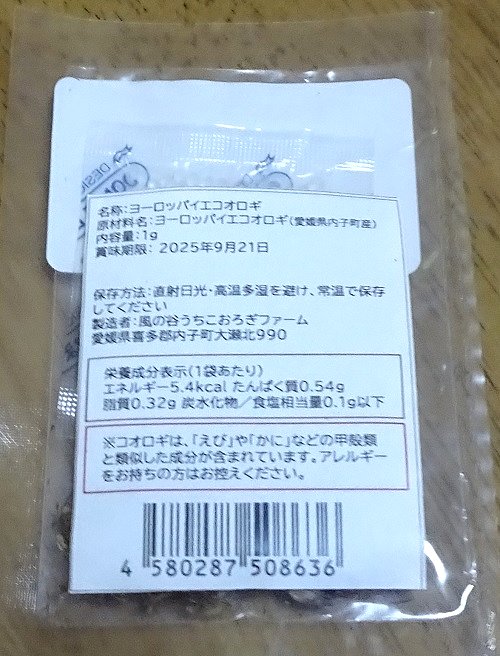 名称：ヨーロッパイエコオロギ
原材料名：ヨーロッパイエコオロギ（愛媛県内子町産）
内容量：1g
賞味期限： 2025年9月21日
保存方法：直射日光・高温多湿を避け、常温で保存
してください
製造者：風の谷うちこおろぎファーム
愛媛県喜多郡内子町大瀬北990
栄養成分表示（1袋あたり）
エネルギー5.4kcal たんぱく質0.54g
脂質0.32g 炭水化物／食塩相当量0.1g以下
※コオロギは、「えび」や「かに」などの甲殻類
と類似した成分が含まれています。アレルギー
をお持ちの方はお控えください。
4 580287 508636